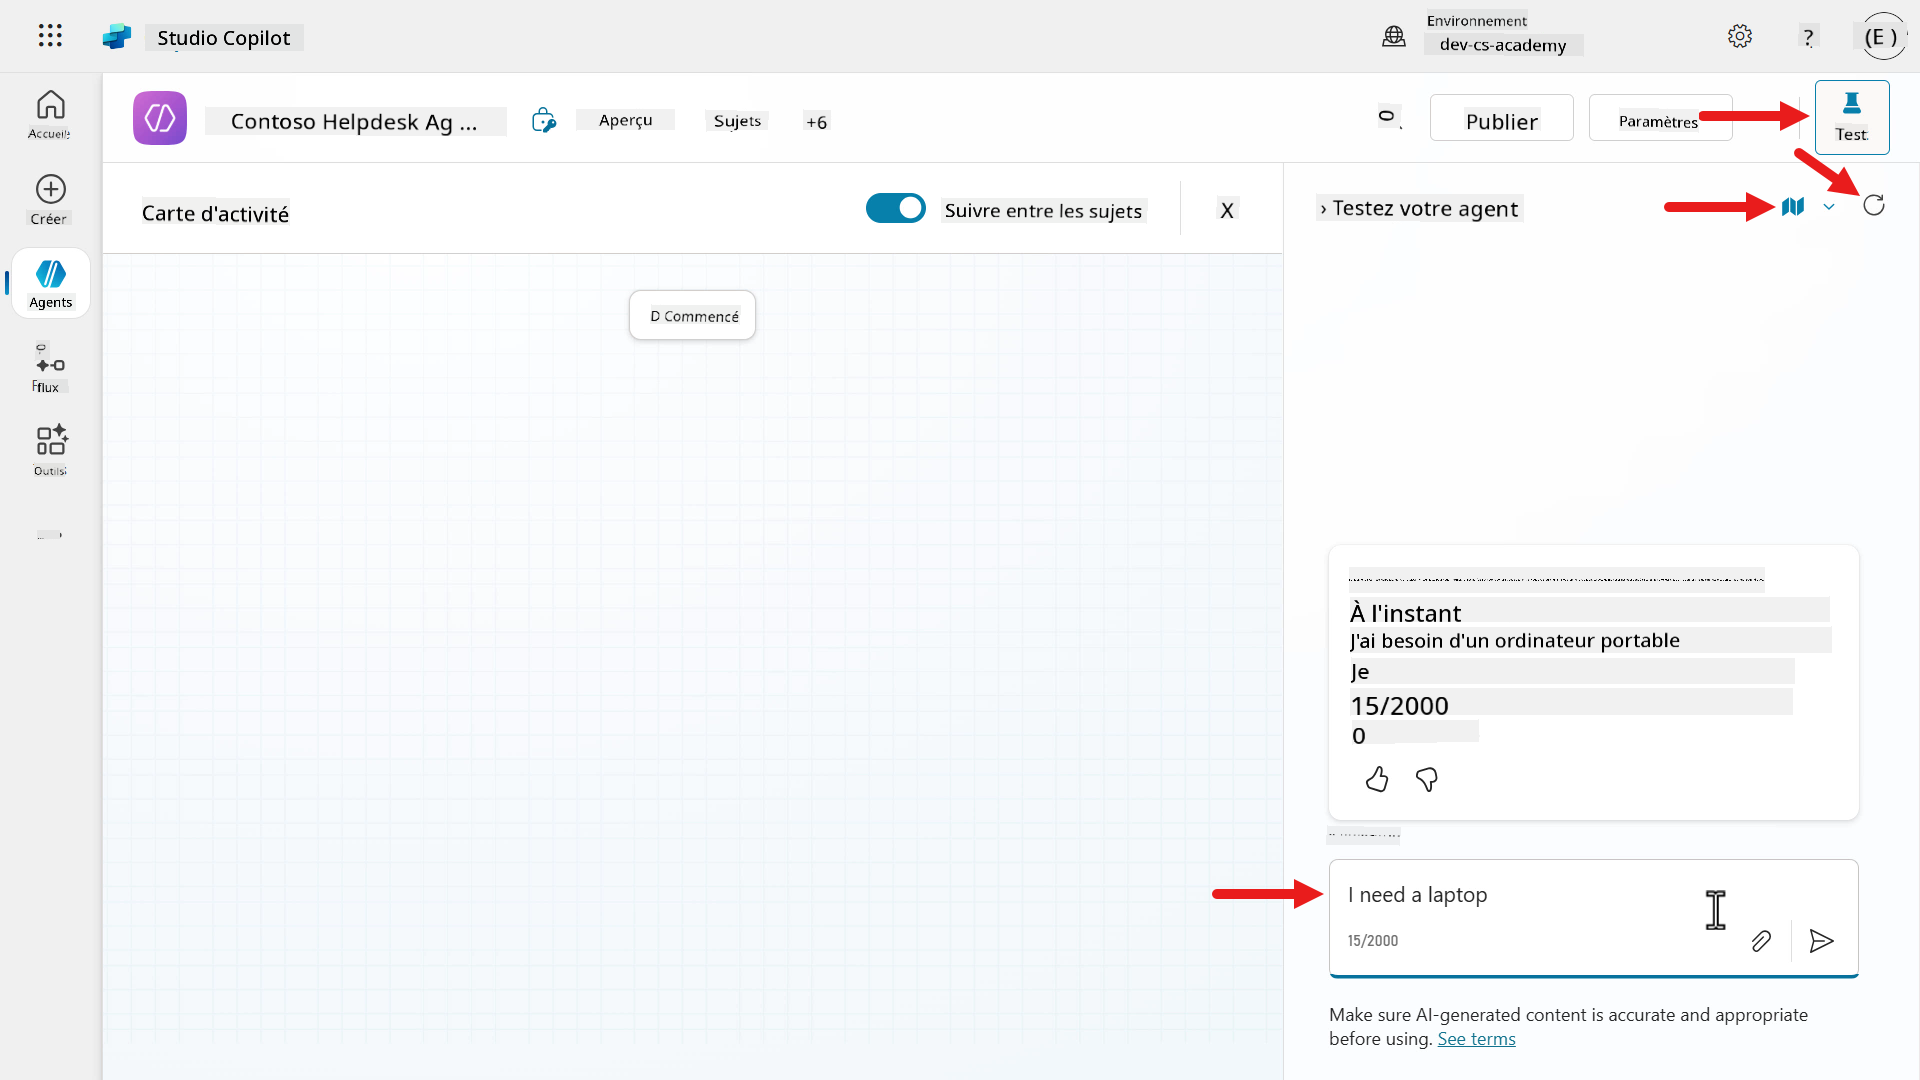 Studio Copilot
Environnement
dev-cs-academy
?
(E )
Accueil
Créer
Agents
Fflux
Outils
Contoso Helpdesk Ag ...
Aperçu
Sujets
+6
Publier
Paramètres
Test
Carte d'activité
Suivre entre les sujets
X
› Testez votre agent
D Commencé
À l'instant
J'ai besoin d'un ordinateur portable
Je
15/2000
0
I need a laptop
15/2000
Make sure AI-generated content is accurate and appropriate
before using. See terms